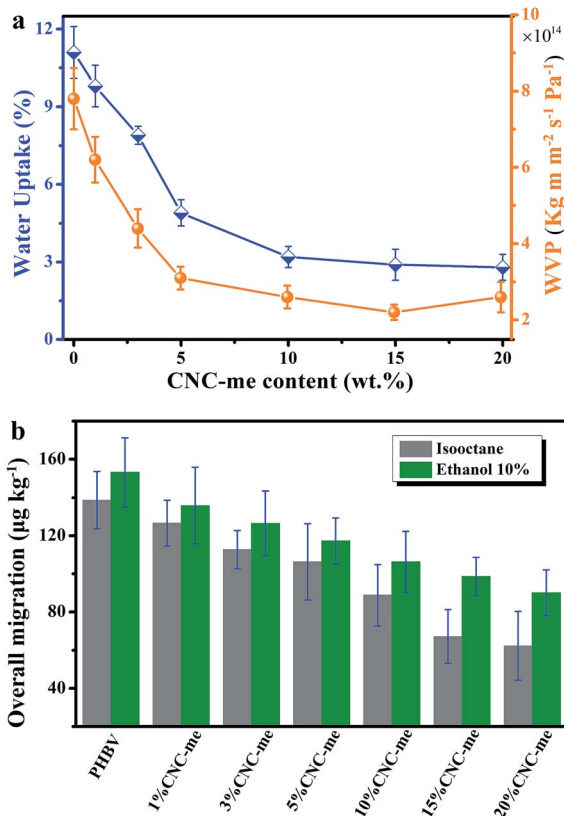 a
Water Uptake (%)
12
9
6
3
0
×10¹⁴
10
8
6
4
2
WVP (Kg m m⁻² s⁻¹ Pa⁻¹)
0 5 10 15 20
CNC-me content (wt.%)
b
Overall migration (µg kg⁻¹)
160
120
80
40
Isooctane
Ethanol 10%
PHBV
1%CNC-me
3%CNC-me
5%CNC-me
10%CNC-me
15%CNC-me
20%CNC-me